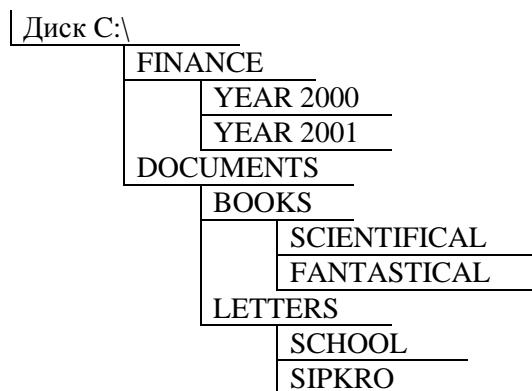 Диск C:\
FINANCE
YEAR 2000
YEAR 2001
DOCUMENTS
BOOKS
SCIENTIFICAL
FANTASTICAL
LETTERS
SCHOOL
SIPKRO